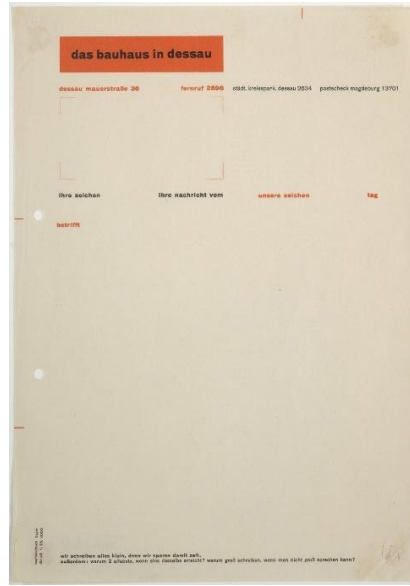 das bauhaus in dessau
dessau mauerstraße 36 fernruf 2696 städt. kreisspark. dessau 2634 postscheck magdeburg 13701
ihre zeichen ihre nachricht vom unsere zeichen tag
betrifft
wir schreiben alles klein, denn wir sparen damit zeit.
außerdem: warum 2 alfabete, wenn eins dasselbe erreicht? warum groß schreiben, wenn man nicht groß sprechen kann?